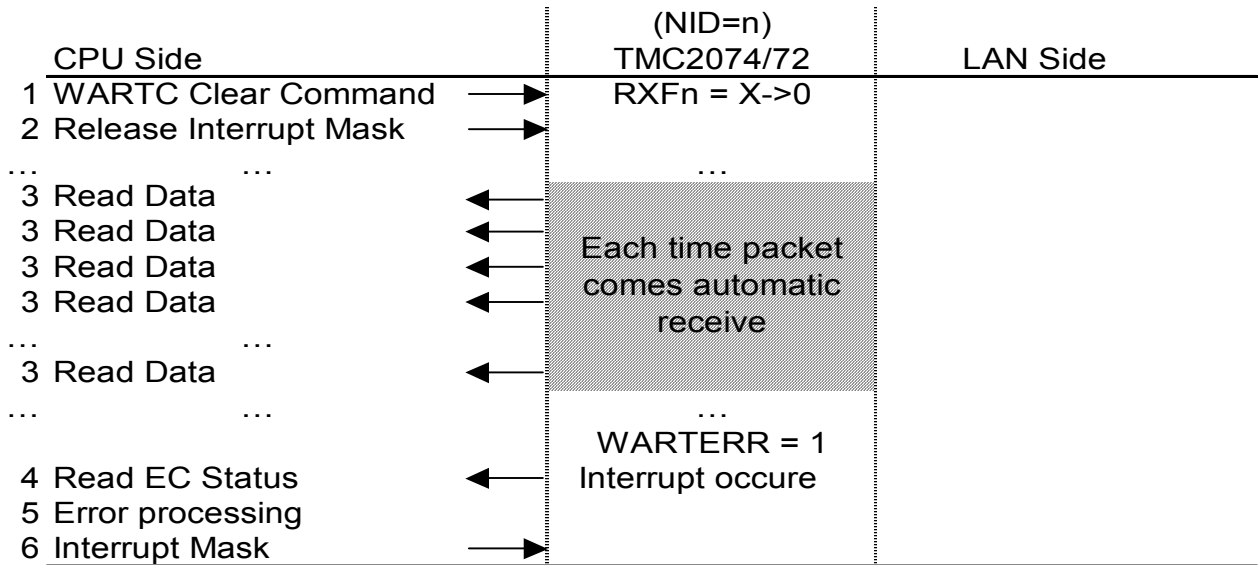 (NID=n)
CPU Side TMC2074/72 LAN Side
1 WARTC Clear Command RXFn = X->0
2 Release Interrupt Mask
... ... ...
3 Read Data
3 Read Data
3 Read Data
3 Read Data
Each time packet
comes automatic
receive
... ...
3 Read Data
... ... ...
WARTERR = 1
4 Read EC Status Interrupt occure
5 Error processing
6 Interrupt Mask